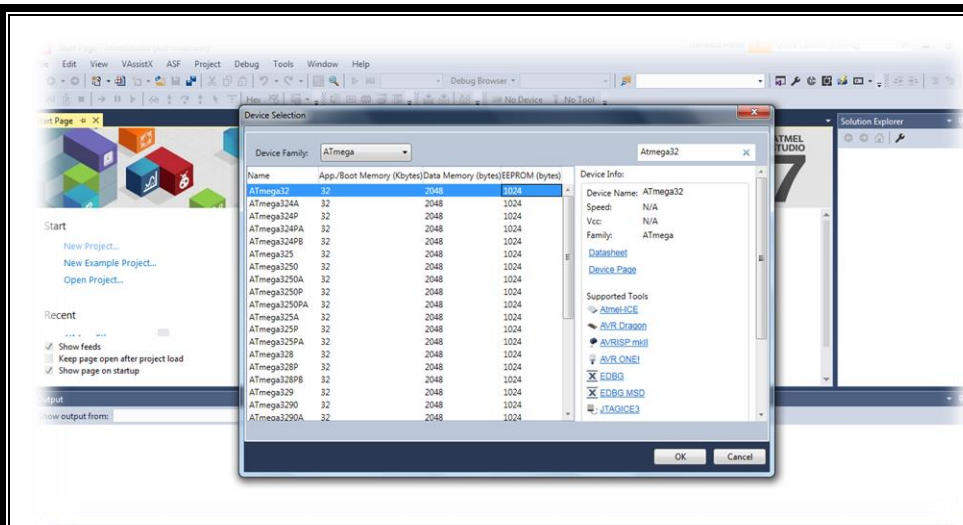 Edit View VAssistX ASF Project Debug Tools Window Help
Debug Browser
Hex
No Device No Tool
Device Selection
Page
Solution Explorer
ATMEL
STUDIO
7
Device Family: ATmega
Atmega32
Name App./Boot Memory (Kbytes) Data Memory (bytes) EEPROM (bytes)
ATmega32 32 2048 1024
ATmega324A 32 2048 1024
ATmega324P 32 2048 1024
ATmega324PA 32 2048 1024
ATmega324PB 32 2048 1024
ATmega325 32 2048 1024
ATmega3250 32 2048 1024
ATmega3250A 32 2048 1024
ATmega3250P 32 2048 1024
ATmega3250PA 32 2048 1024
ATmega325A 32 2048 1024
ATmega325P 32 2048 1024
ATmega325PA 32 2048 1024
ATmega328 32 2048 1024
ATmega328P 32 2048 1024
ATmega328PB 32 2048 1024
ATmega329 32 2048 1024
ATmega3290 32 2048 1024
ATmega3290A 32 2048 1024
Device Info:
Device Name: ATmega32
Speed: N/A
Vcc: N/A
Family: ATmega
Datasheet
Device Page
Supported Tools
Atmel-ICE
AVR Dragon
AVRISP mkII
AVR ONE!
EDBG
EDBG MSD
JTAGICE3
OK Cancel
Start
New Project...
New Example Project...
Open Project...
Recent
Show feeds
Keep page open after project load
Show page on startup
output from: